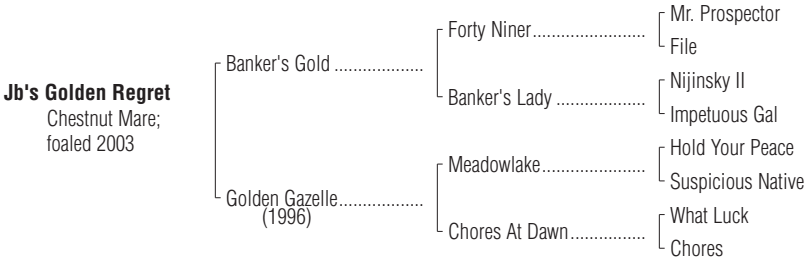 Jb's Golden Regret
Chestnut Mare;
foaled 2003
Banker's Gold ..................
Golden Gazelle.................
(1996)
Forty Niner.......................
Banker's Lady ..................
Meadowlake.....................
Chores At Dawn...............
Mr. Prospector
File
Nijinsky II
Impetuous Gal
Hold Your Peace
Suspicious Native
What Luck
Chores